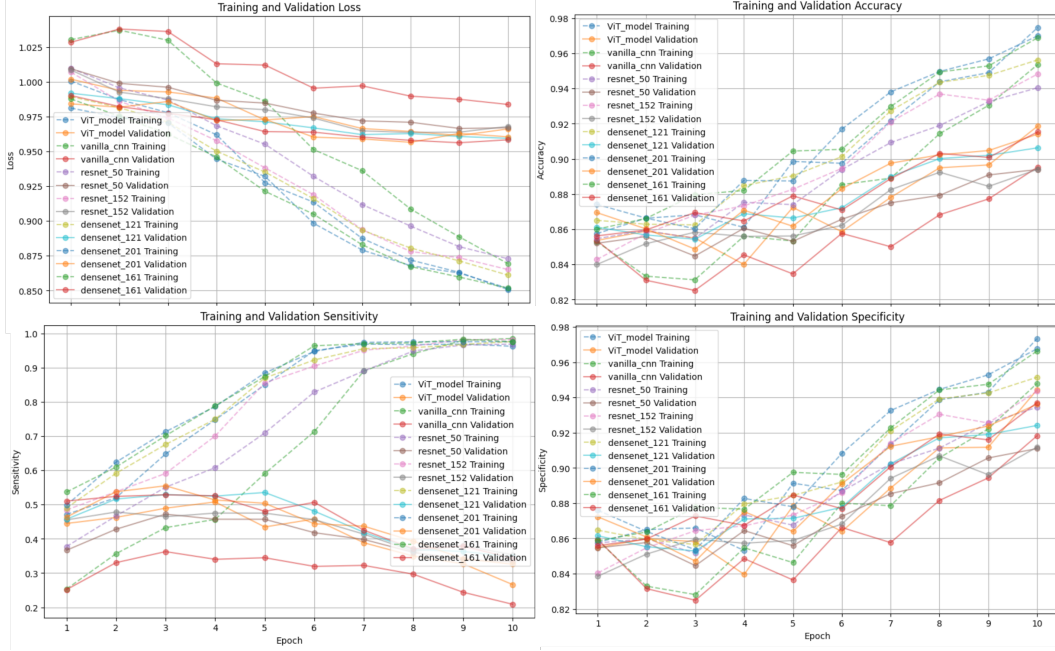 Training and Validation Loss
1.025
1.000
0.975
0.950
0.925
0.900
0.875
0.850
Loss
ViT_model Training
ViT_model Validation
vanilla_cnn Training
vanilla_cnn Validation
resnet_50 Training
resnet_50 Validation
resnet_152 Training
resnet_152 Validation
densenet_121 Training
densenet_121 Validation
densenet_201 Training
densenet_201 Validation
densenet_161 Training
densenet_161 Validation
Training and Validation Accuracy
0.98
0.96
0.94
0.92
0.90
0.88
0.86
0.84
0.82
Accuracy
ViT_model Training
ViT_model Validation
vanilla_cnn Training
vanilla_cnn Validation
resnet_50 Training
resnet_50 Validation
resnet_152 Training
resnet_152 Validation
densenet_121 Training
densenet_121 Validation
densenet_201 Training
densenet_201 Validation
densenet_161 Training
densenet_161 Validation
Training and Validation Sensitivity
1.0
0.9
0.8
0.7
0.6
0.5
0.4
0.3
0.2
Sensitivity
ViT_model Training
ViT_model Validation
vanilla_cnn Training
vanilla_cnn Validation
resnet_50 Training
resnet_50 Validation
resnet_152 Training
resnet_152 Validation
densenet_121 Training
densenet_121 Validation
densenet_201 Training
densenet_201 Validation
densenet_161 Training
densenet_161 Validation
1 2 3 4 5 6 7 8 9 10
Epoch
Training and Validation Specificity
0.98
0.96
0.94
0.92
0.90
0.88
0.86
0.84
0.82
Specificity
ViT_model Training
ViT_model Validation
vanilla_cnn Training
vanilla_cnn Validation
resnet_50 Training
resnet_50 Validation
resnet_152 Training
resnet_152 Validation
densenet_121 Training
densenet_121 Validation
densenet_201 Training
densenet_201 Validation
densenet_161 Training
densenet_161 Validation
1 2 3 4 5 6 7 8 9 10
Epoch